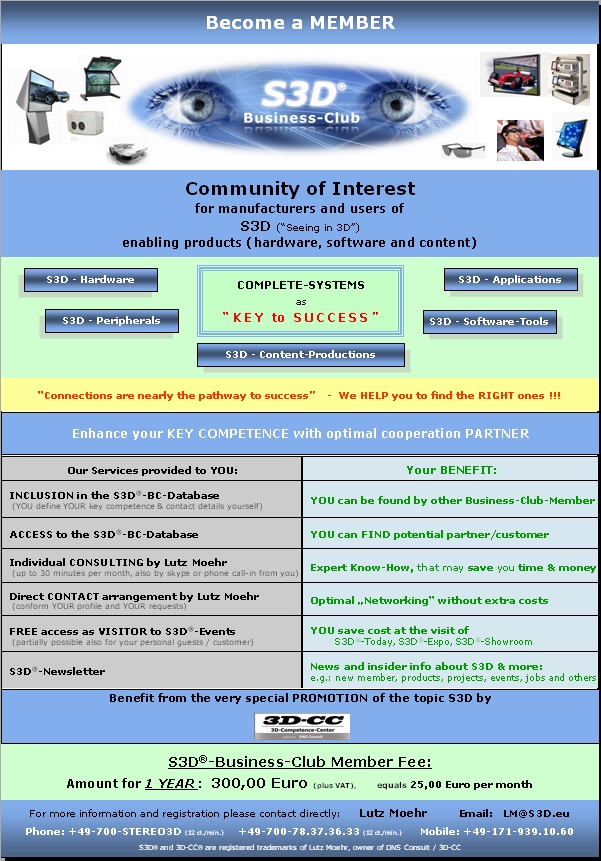 Become a MEMBER
S3D®
Business-Club
Community of Interest
for manufacturers and users of
S3D ("Seeing in 3D")
enabling products (hardware, software and content)
S3D - Hardware
S3D - Peripherals
COMPLETE-SYSTEMS
as
"KEY to SUCCESS"
S3D - Applications
S3D - Software-Tools
S3D - Content-Productions
"Connections are nearly the pathway to success" - We HELP you to find the RIGHT ones !!!
Enhance your KEY COMPETENCE with optimal cooperation PARTNER
Our Services provided to YOU:
Your BENEFIT:
INCLUSION in the S3D®-BC-Database
(YOU define YOUR key competence & contact details yourself)
YOU can be found by other Business-Club-Member
ACCESS to the S3D®-BC-Database
YOU can FIND potential partner/customer
Individual CONSULTING by Lutz Moehr
(up to 30 minutes per month, also by skype or phone call-in from you)
Expert Know-How, that may save you time & money
Direct CONTACT arrangement by Lutz Moehr
(conform YOUR profile and YOUR requests)
Optimal „Networking" without extra costs
FREE access as VISITOR to S3D®-Events
(partially possible also for your personal guests / customer)
YOU save cost at the visit of
S3D®-Today, S3D®-Expo, S3D®-Showroom
S3D®-Newsletter
News and insider info about S3D & more:
e.g.: new member, products, projects, events, jobs and others
Benefit from the very special PROMOTION of the topic S3D by
3D-CC
3D-Competence-Center
S3D®-Business-Club Member Fee:
Amount for 1 YEAR : 300,00 Euro (plus VAT), equals 25,00 Euro per month
For more information and registration please contact directly: Lutz Moehr Email: LM@S3D.eu
Phone: +49-700-STEREO3D (12 ct./min.) +49-700-78.37.36.33 (12 ct./min.) Mobile: +49-171-939.10.60
S3D® and 3D-CC® are registered trademarks of Lutz Moehr, owner of DNS Consult / 3D-CC